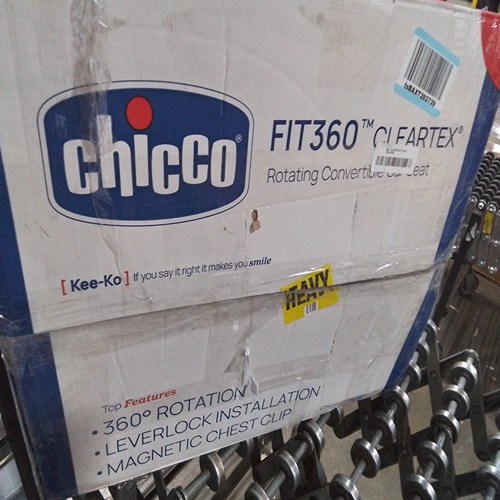 chicco®
FIT360™ CLEARTEX®
Rotating Convertible Car Seat
[ Kee-Ko ] If you say it right it makes you smile
HEAVY
Top Features
• 360º ROTATION
• LEVERLOCK INSTALLATION
• MAGNETIC CHEST CLIP